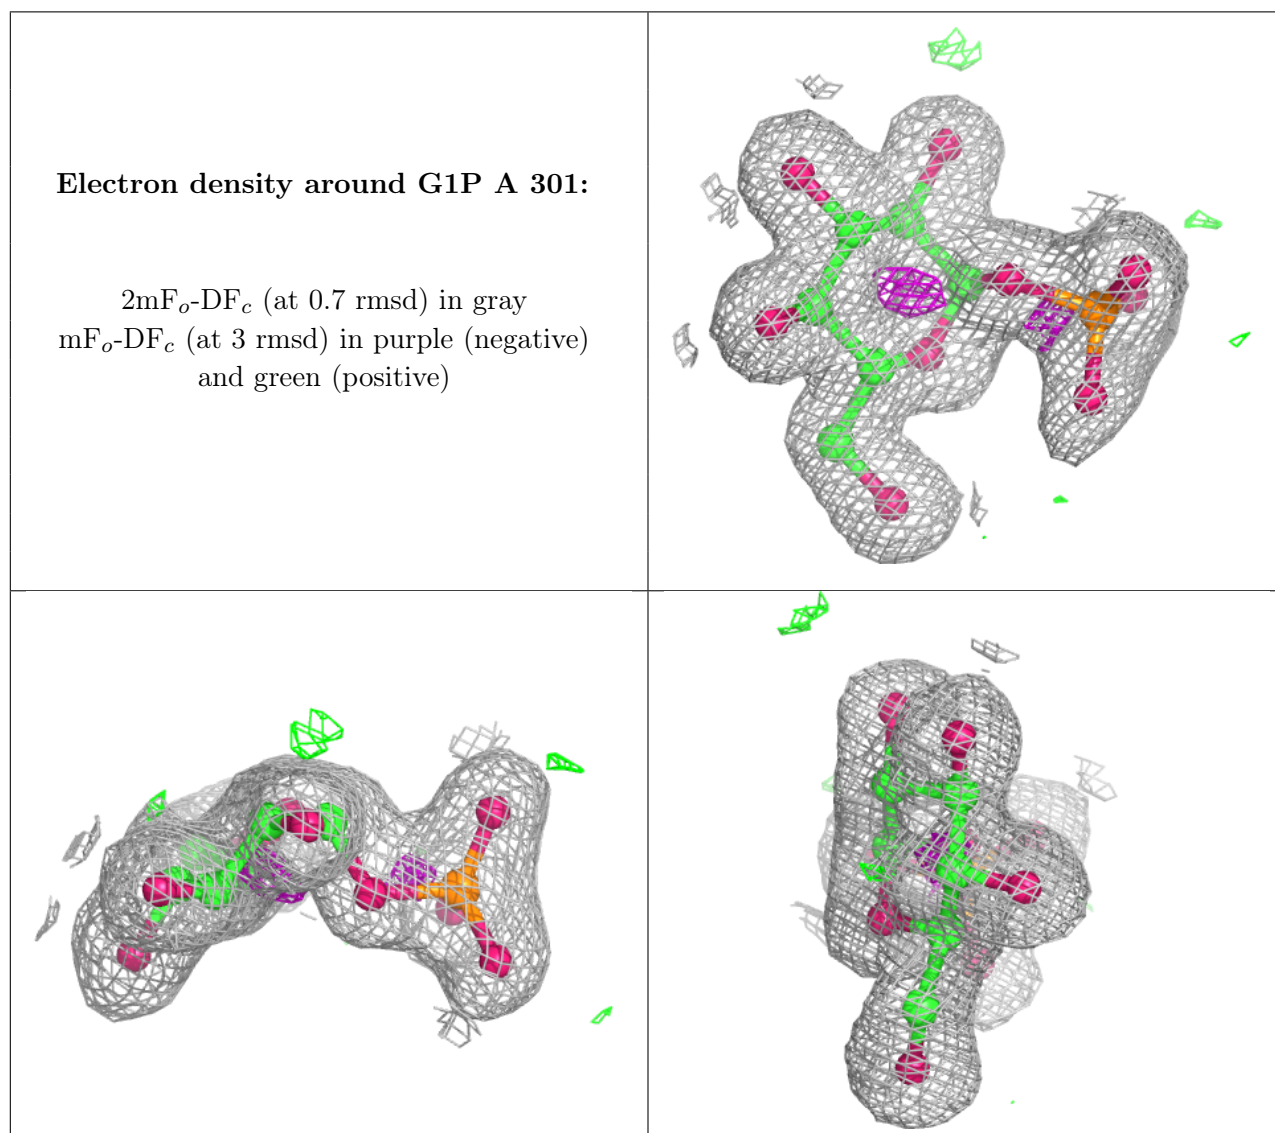 Electron density around G1P A 301:
2mFo-DFc (at 0.7 rmsd) in gray
mFo-DFc (at 3 rmsd) in purple (negative)
and green (positive)